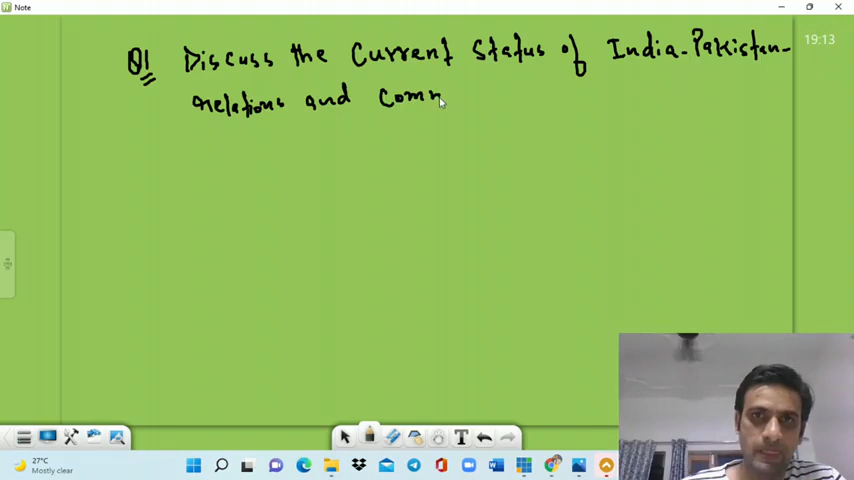 Note
19:13
Q1 Discuss the Current Status of India-Pakistan-
relations and Comm
27°C
Mostly clear